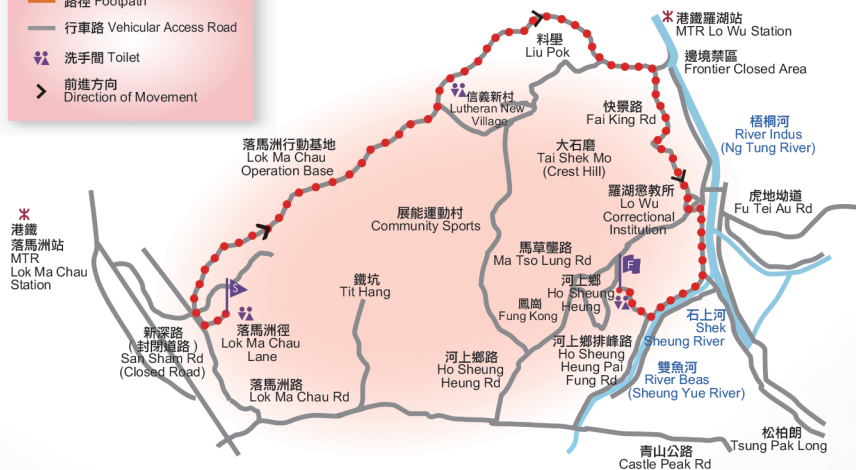 路徑 Footpath
行車路 Vehicular Access Road
洗手間 Toilet
前進方向
Direction of Movement
港鐵羅湖站
MTR Lo Wu Station
料壆
Liu Pok
邊境禁區
Frontier Closed Area
信義新村
Lutheran New
Village
快景路
Fai King Rd
梧桐河
River Indus
(Ng Tung River)
落馬洲行動基地
Lok Ma Chau
Operation Base
大石磨
Tai Shek Mo
(Crest Hill)
羅湖懲教所
Lo Wu
Correctional
Institution
虎地坳道
Fu Tei Au Rd
港鐵
落馬洲站
MTR
Lok Ma Chau
Station
展能運動村
Community Sports
馬草壟路
Ma Tso Lung Rd
F
S
鐵坑
Tit Hang
河上鄉
Ho Sheung
Heung
鳳崗
Fung Kong
新深路
(封閉道路)
San Sham Rd
(Closed Road)
落馬洲徑
Lok Ma Chau
Lane
石上河
Shek
Sheung River
河上鄉路
Ho Sheung
Heung Rd
河上鄉排峰路
Ho Sheung
Heung Pai
Fung Rd
雙魚河
River Beas
(Sheung Yue River)
落馬洲路
Lok Ma Chau Rd
松柏朗
Tsung Pak Long
青山公路
Castle Peak Rd